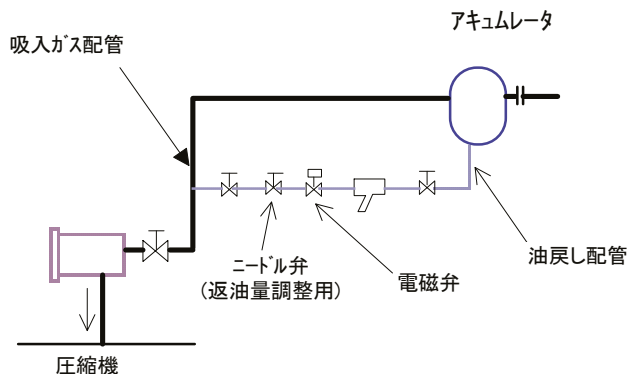 アキュムレータ
吸入ｶﾞｽ配管
ﾆｰﾄﾞﾙ弁
(返油量調整用)
電磁弁
油戻し配管
圧縮機